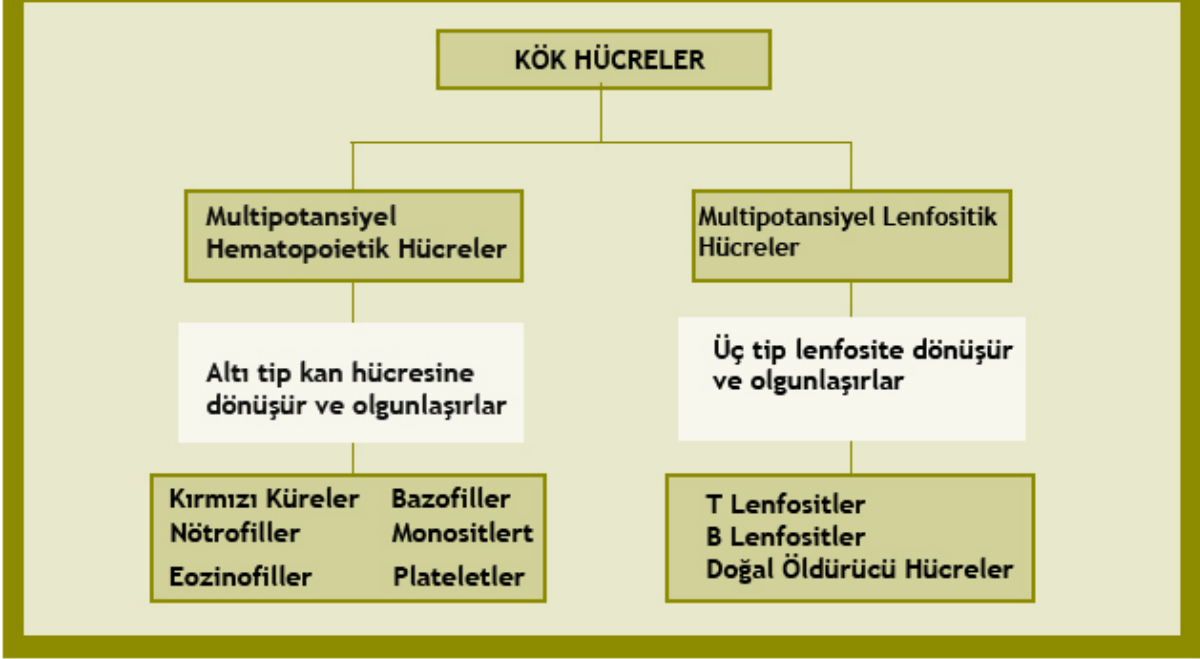 KÖK HÜCRELER
Multipotansiyel
Hematopoietik Hücreler
Multipotansiyel Lenfositik
Hücreler
Altı tip kan hücresine
dönüşür ve olgunlaşırlar
Üç tip lenfosite dönüşür
ve olgunlaşırlar
Kırmızı Küreler Bazofiller
Nötrofiller Monositlert
Eozinofiller Plateletler
T Lenfositler
B Lenfositler
Doğal Öldürücü Hücreler